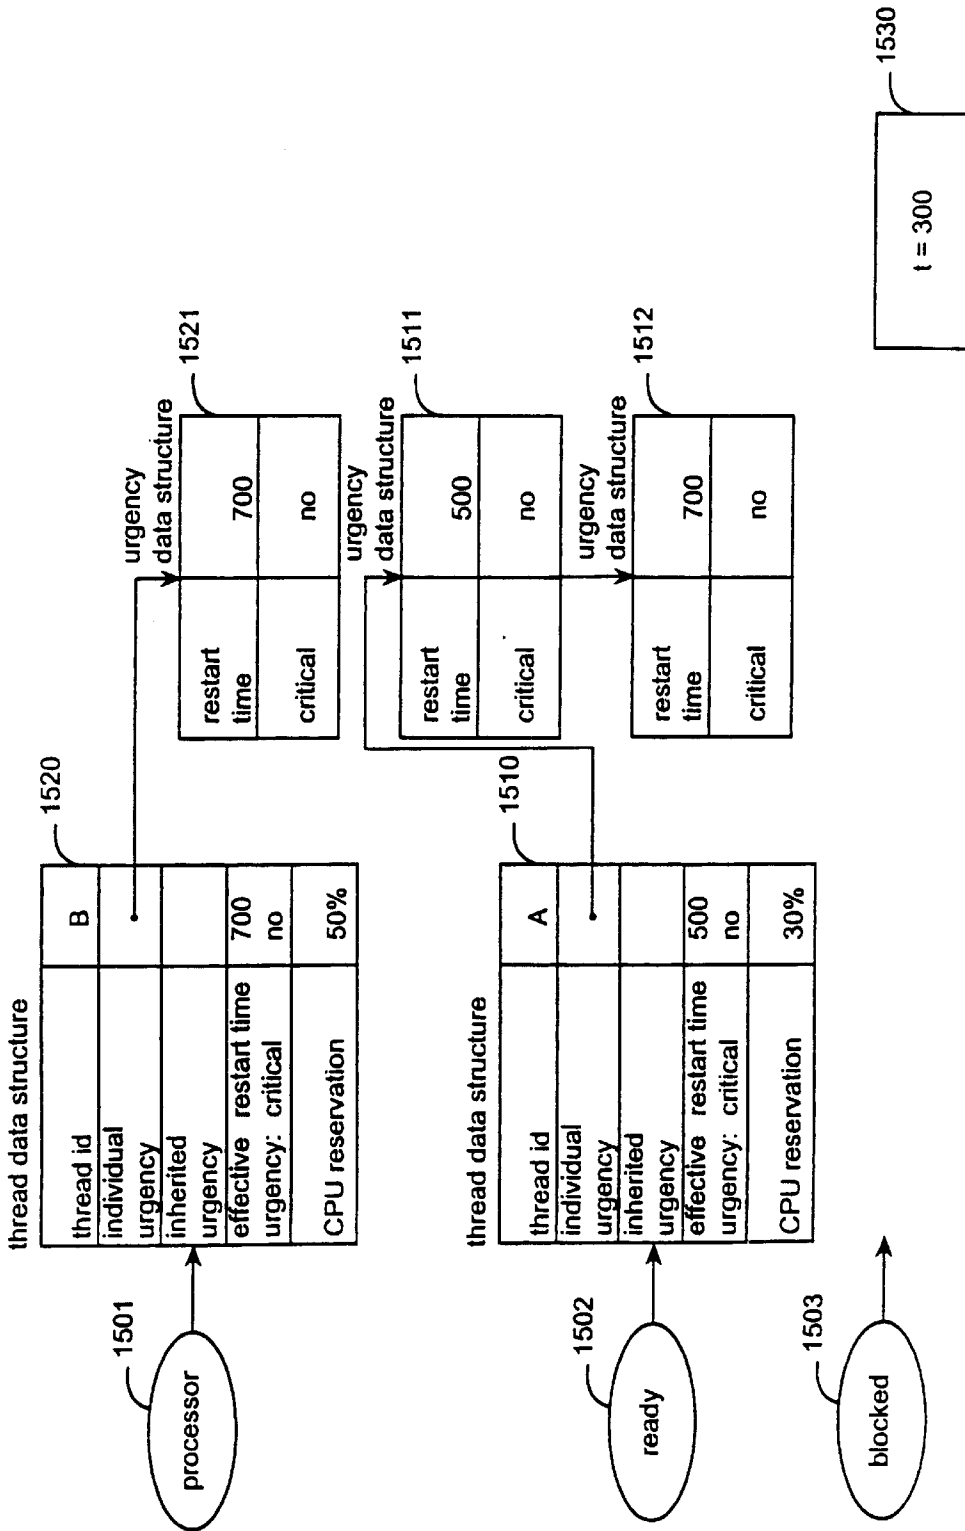 thread data structure
1520
thread id B
individual
urgency
inherited
urgency
effective restart time 700
urgency: critical no
CPU reservation 50%
1501
processor
urgency
data structure
1521
restart
time 700
critical no
thread data structure
1510
thread id A
individual
urgency
inherited
urgency
effective restart time 500
urgency: critical no
CPU reservation 30%
1502
ready
urgency
data structure
1511
restart
time 500
critical no
urgency
data structure
1512
restart
time 700
critical no
1503
blocked
1530
t = 300